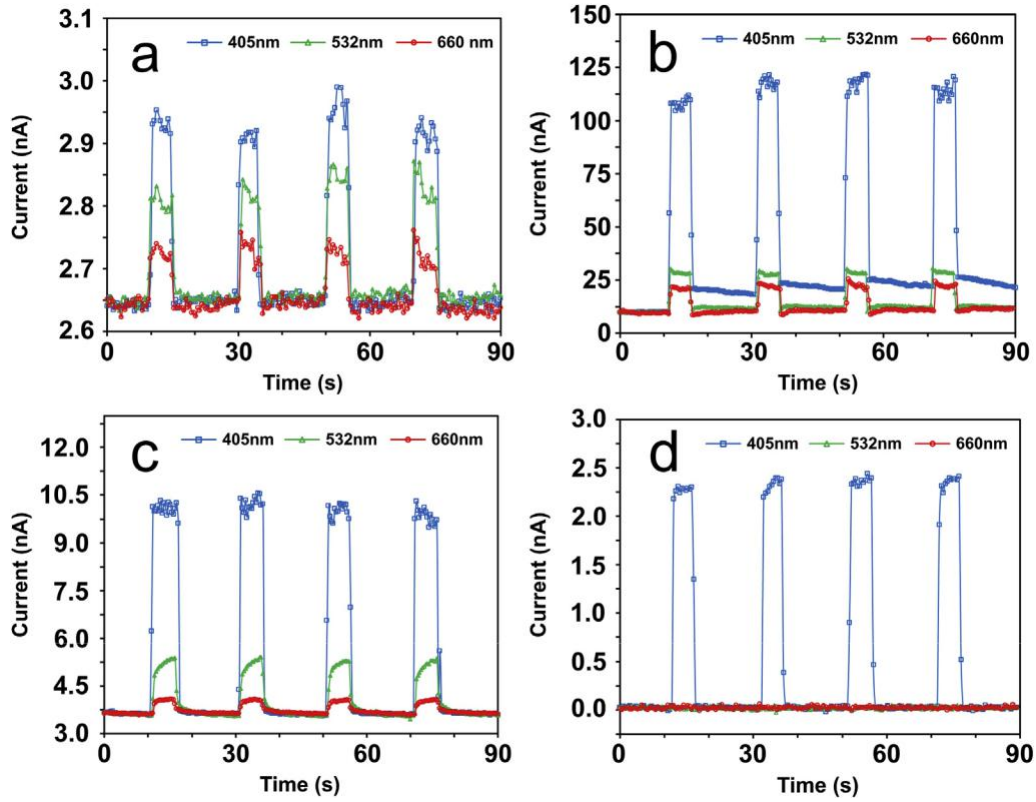 a
405nm 532nm 660 nm
3.1
3.0
2.9
2.8
2.7
2.6
Current (nA)
0 30 60 90
Time (s)
b
405nm 532nm 660nm
150
125
100
75
50
25
0
Current (nA)
0 30 60 90
Time (s)
c
405nm 532nm 660nm
12.0
10.5
9.0
7.5
6.0
4.5
3.0
Current (nA)
0 30 60 90
Time (s)
d
405nm 532nm 660nm
3.0
2.5
2.0
1.5
1.0
0.5
0.0
Current (nA)
0 30 60 90
Time (s)